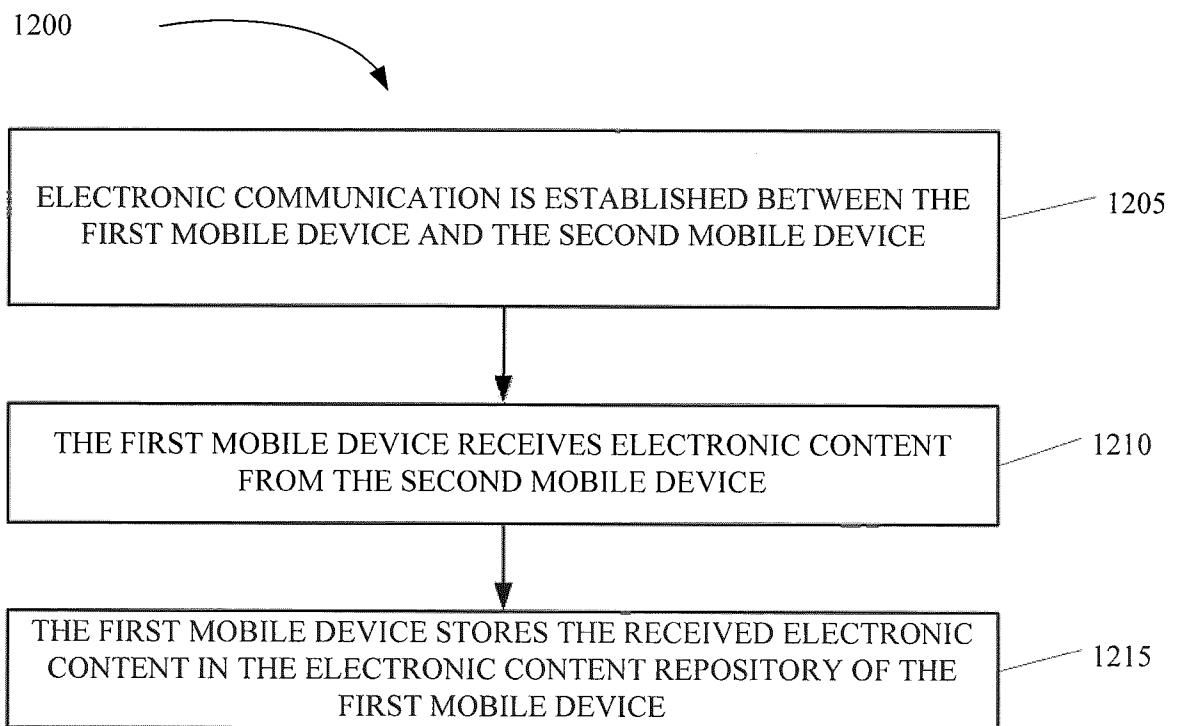 1200
ELECTRONIC COMMUNICATION IS ESTABLISHED BETWEEN THE
FIRST MOBILE DEVICE AND THE SECOND MOBILE DEVICE
1205
THE FIRST MOBILE DEVICE RECEIVES ELECTRONIC CONTENT
FROM THE SECOND MOBILE DEVICE
1210
THE FIRST MOBILE DEVICE STORES THE RECEIVED ELECTRONIC
CONTENT IN THE ELECTRONIC CONTENT REPOSITORY OF THE
FIRST MOBILE DEVICE
1215